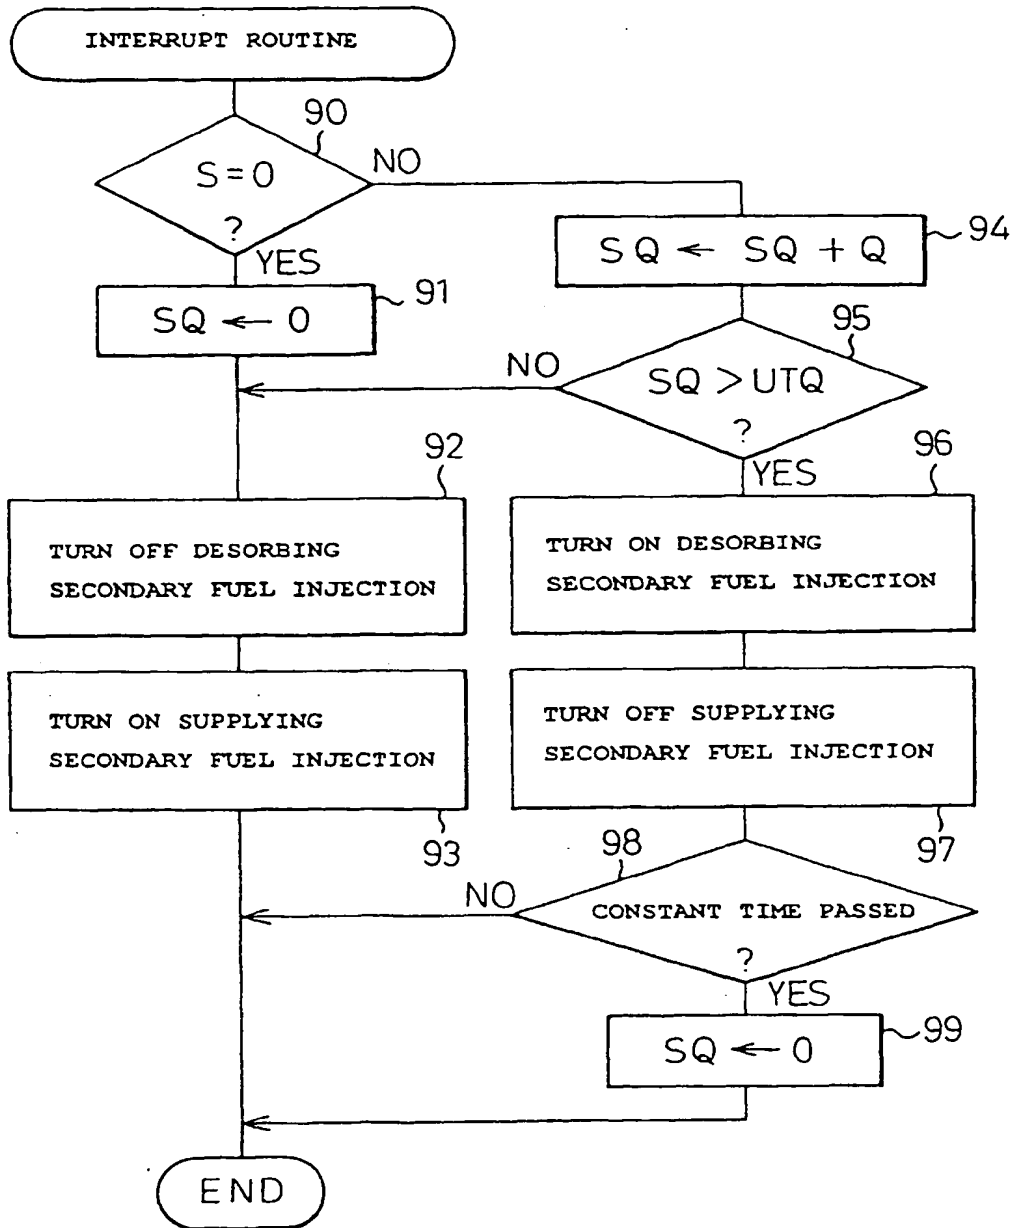 INTERRUPT ROUTINE
90
S=0
?
NO
YES
94
SQ ← SQ + Q
91
SQ ← 0
95
NO
SQ > UTQ
?
YES
92
TURN OFF DESORBING
SECONDARY FUEL INJECTION
96
TURN ON DESORBING
SECONDARY FUEL INJECTION
TURN ON SUPPLYING
SECONDARY FUEL INJECTION
93
TURN OFF SUPPLYING
SECONDARY FUEL INJECTION
97
98
NO
CONSTANT TIME PASSED
?
YES
99
SQ ← 0
END